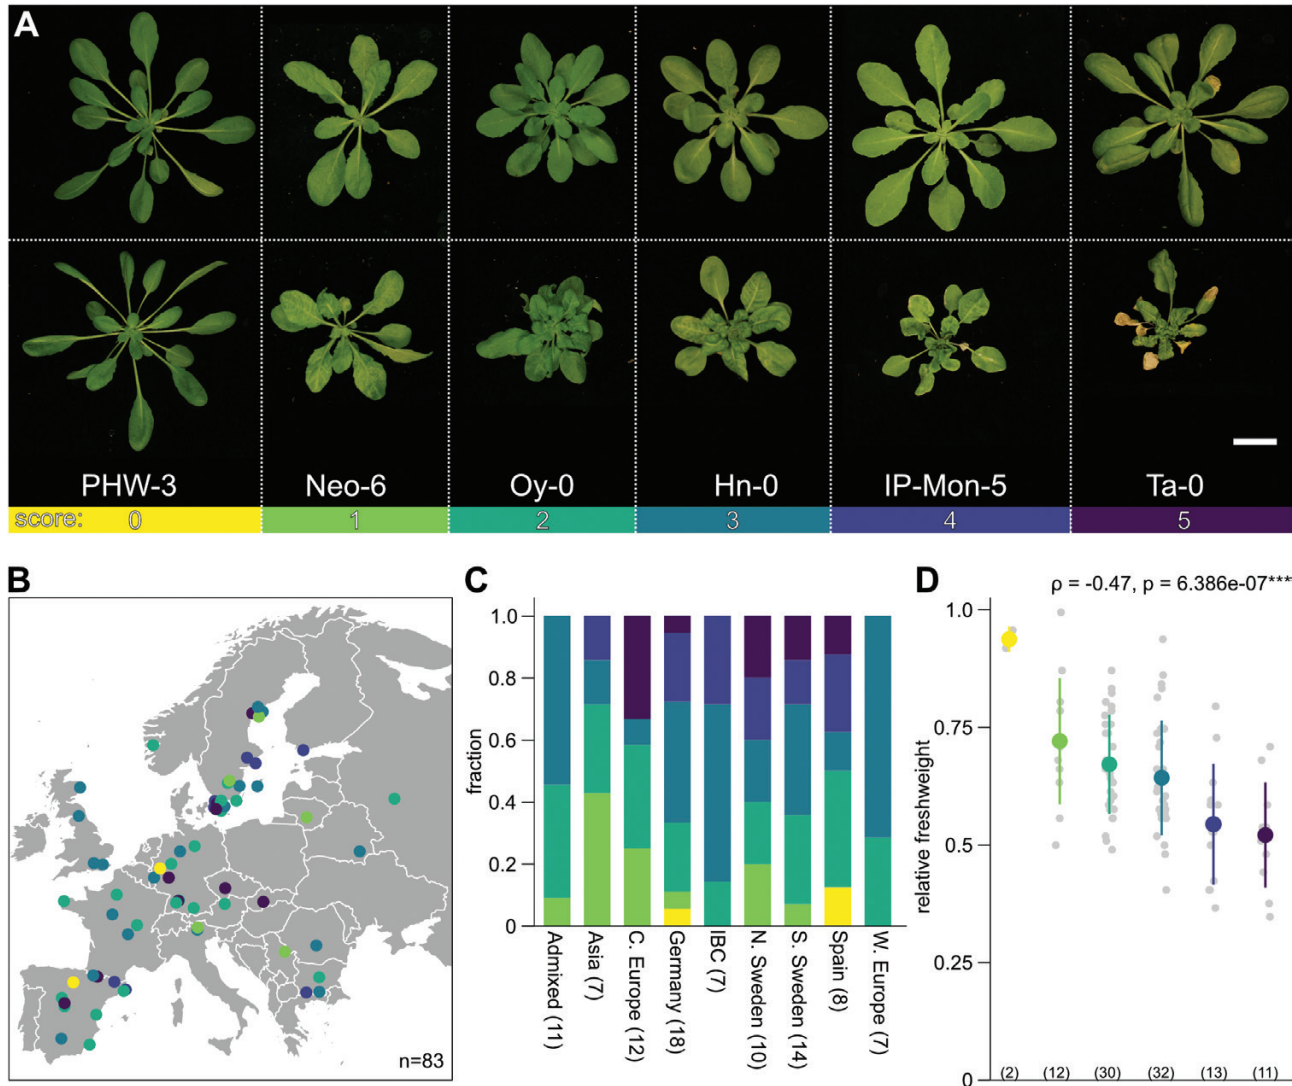 A
PHW-3 Neo-6 Oy-0 Hn-0 IP-Mon-5 Ta-0
score: 0 1 2 3 4 5
B
n=83
C
fraction
1.0
0.8
0.6
0.4
0.2
0
Admixed (11)
Asia (7)
C. Europe (12)
Germany (18)
IBC (7)
N. Sweden (10)
S. Sweden (14)
Spain (8)
W. Europe (7)
D
ρ = -0.47, p = 6.386e-07****
relative freshweight
1.0
0.75
0.5
0.25
0
(2) (12) (30) (32) (13) (11)